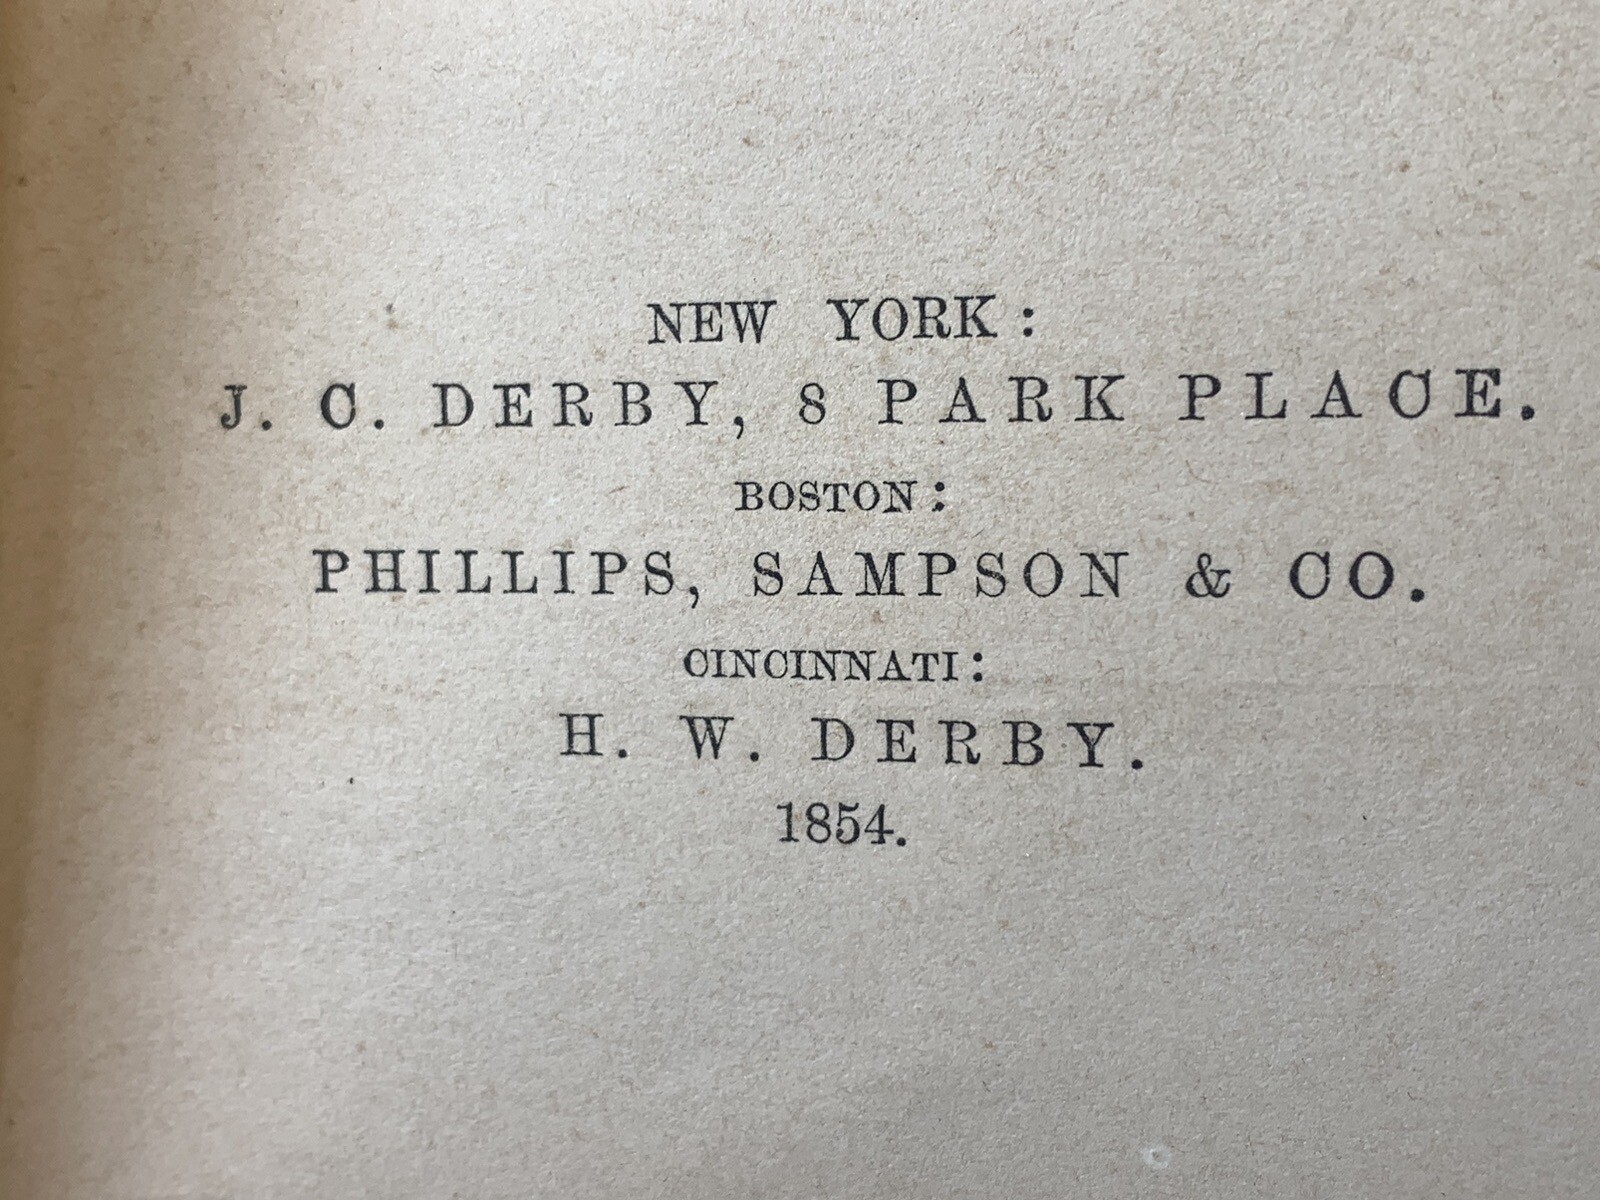 NEW YORK:
J. C. DERBY, 8 PARK PLACE.
BOSTON:
PHILLIPS, SAMPSON & CO.
CINCINNATI:
H. W. DERBY.
1854.